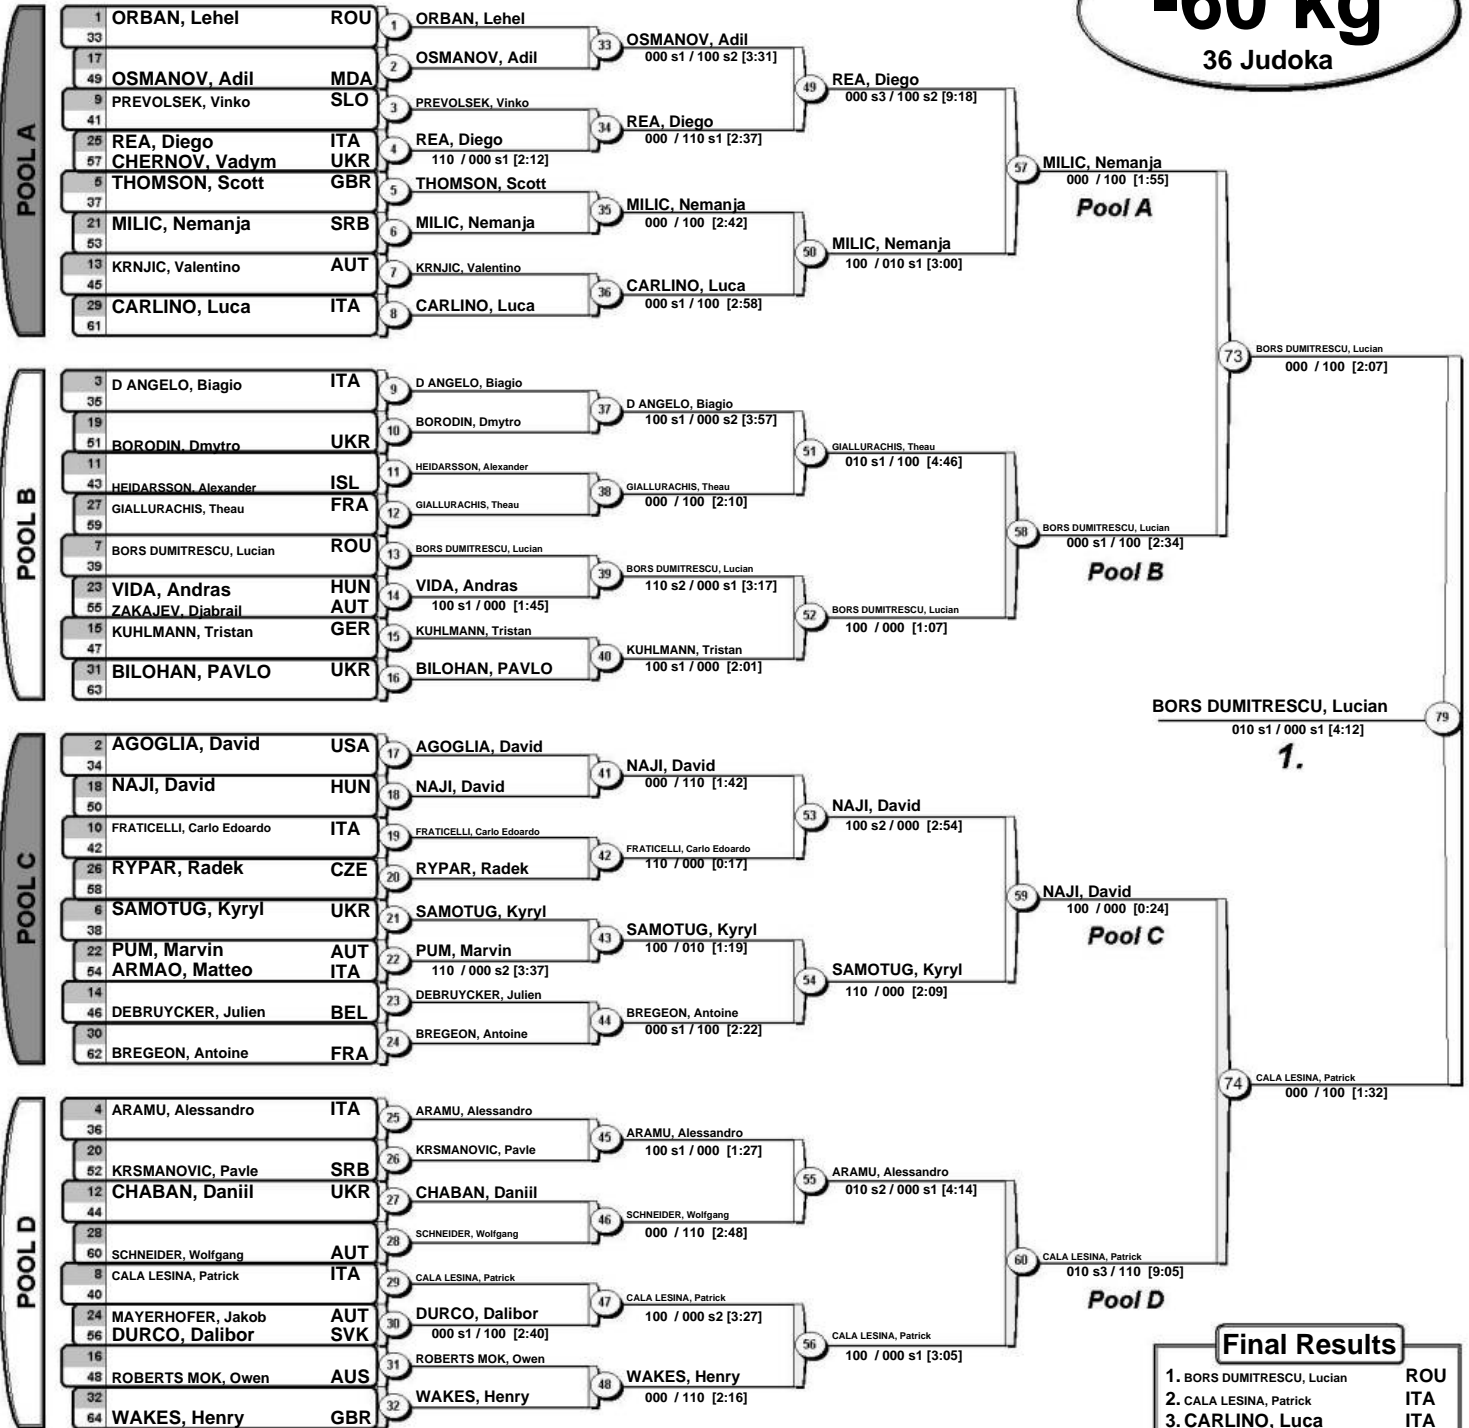 -60 kg
36 Judoka
POOL A
1 ORBAN, Lehel ROU
33
17
49 OSMANOV, Adil MDA
9 PREVOLSEK, Vinko SLO
41
25 REA, Diego ITA
57 CHERNOV, Vadym UKR
5 THOMSON, Scott GBR
37
21 MILIC, Nemanja SRB
53
13 KRNJIC, Valentino AUT
45
29 CARLINO, Luca ITA
61
1 ORBAN, Lehel
2 OSMANOV, Adil
3 PREVOLSEK, Vinko
4 REA, Diego
110 / 000 s1 [2:12]
5 THOMSON, Scott
6 MILIC, Nemanja
7 KRNJIC, Valentino
8 CARLINO, Luca
33 OSMANOV, Adil
000 s1 / 100 s2 [3:31]
34 REA, Diego
000 / 110 s1 [2:37]
35 MILIC, Nemanja
000 / 100 [2:42]
36 CARLINO, Luca
000 s1 / 100 [2:58]
49 REA, Diego
000 s3 / 100 s2 [9:18]
50 MILIC, Nemanja
100 / 010 s1 [3:00]
57 MILIC, Nemanja
000 / 100 [1:55]
Pool A
POOL B
3 D ANGELO, Biagio ITA
35
19
51 BORODIN, Dmytro UKR
11
43 HEIDARSSON, Alexander ISL
27 GIALLURACHIS, Theau FRA
59
7 BORS DUMITRESCU, Lucian ROU
39
23 VIDA, Andras HUN
55 ZAKAJEV, Djabrail AUT
15 KUHLMANN, Tristan GER
47
31 BILOHAN, PAVLO UKR
63
9 D ANGELO, Biagio
10 BORODIN, Dmytro
11 HEIDARSSON, Alexander
12 GIALLURACHIS, Theau
13 BORS DUMITRESCU, Lucian
14 VIDA, Andras
100 s1 / 000 [1:45]
15 KUHLMANN, Tristan
16 BILOHAN, PAVLO
37 D ANGELO, Biagio
100 s1 / 000 s2 [3:57]
38 GIALLURACHIS, Theau
000 / 100 [2:10]
39 BORS DUMITRESCU, Lucian
110 s2 / 000 s1 [3:17]
40 KUHLMANN, Tristan
100 s1 / 000 [2:01]
51 GIALLURACHIS, Theau
010 s1 / 100 [4:46]
52 BORS DUMITRESCU, Lucian
100 / 000 [1:07]
58 BORS DUMITRESCU, Lucian
000 s1 / 100 [2:34]
Pool B
73 BORS DUMITRESCU, Lucian
000 / 100 [2:07]
BORS DUMITRESCU, Lucian 79
010 s1 / 000 s1 [4:12]
1.
POOL C
2 AGOGLIA, David USA
34
18 NAJI, David HUN
50
10 FRATICELLI, Carlo Edoardo ITA
42
26 RYPAR, Radek CZE
58
6 SAMOTUG, Kyryl UKR
38
22 PUM, Marvin AUT
54 ARMAO, Matteo ITA
14
46 DEBRUYCKER, Julien BEL
30
62 BREGEON, Antoine FRA
17 AGOGLIA, David
18 NAJI, David
19 FRATICELLI, Carlo Edoardo
20 RYPAR, Radek
21 SAMOTUG, Kyryl
22 PUM, Marvin
110 / 000 s2 [3:37]
23 DEBRUYCKER, Julien
24 BREGEON, Antoine
41 NAJI, David
000 / 110 [1:42]
42 FRATICELLI, Carlo Edoardo
110 / 000 [0:17]
43 SAMOTUG, Kyryl
100 / 010 [1:19]
44 BREGEON, Antoine
000 s1 / 100 [2:22]
53 NAJI, David
100 s2 / 000 [2:54]
54 SAMOTUG, Kyryl
110 / 000 [2:09]
59 NAJI, David
100 / 000 [0:24]
Pool C
POOL D
4 ARAMU, Alessandro ITA
36
20
52 KRSMANOVIC, Pavle SRB
12 CHABAN, Daniil UKR
44
28
60 SCHNEIDER, Wolfgang AUT
8 CALA LESINA, Patrick ITA
40
24 MAYERHOFER, Jakob AUT
56 DURCO, Dalibor SVK
16
48 ROBERTS MOK, Owen AUS
32
64 WAKES, Henry GBR
25 ARAMU, Alessandro
26 KRSMANOVIC, Pavle
27 CHABAN, Daniil
28 SCHNEIDER, Wolfgang
29 CALA LESINA, Patrick
30 DURCO, Dalibor
000 s1 / 100 [2:40]
31 ROBERTS MOK, Owen
32 WAKES, Henry
45 ARAMU, Alessandro
100 s1 / 000 [1:27]
46 SCHNEIDER, Wolfgang
000 / 110 [2:48]
47 CALA LESINA, Patrick
100 / 000 s2 [3:27]
48 WAKES, Henry
000 / 110 [2:16]
55 ARAMU, Alessandro
010 s2 / 000 s1 [4:14]
56 CALA LESINA, Patrick
100 / 000 s1 [3:05]
60 CALA LESINA, Patrick
010 s3 / 110 [9:05]
Pool D
74 CALA LESINA, Patrick
000 / 100 [1:32]
Final Results
1. BORS DUMITRESCU, Lucian ROU
2. CALA LESINA, Patrick ITA
3. CARLINO, Luca ITA